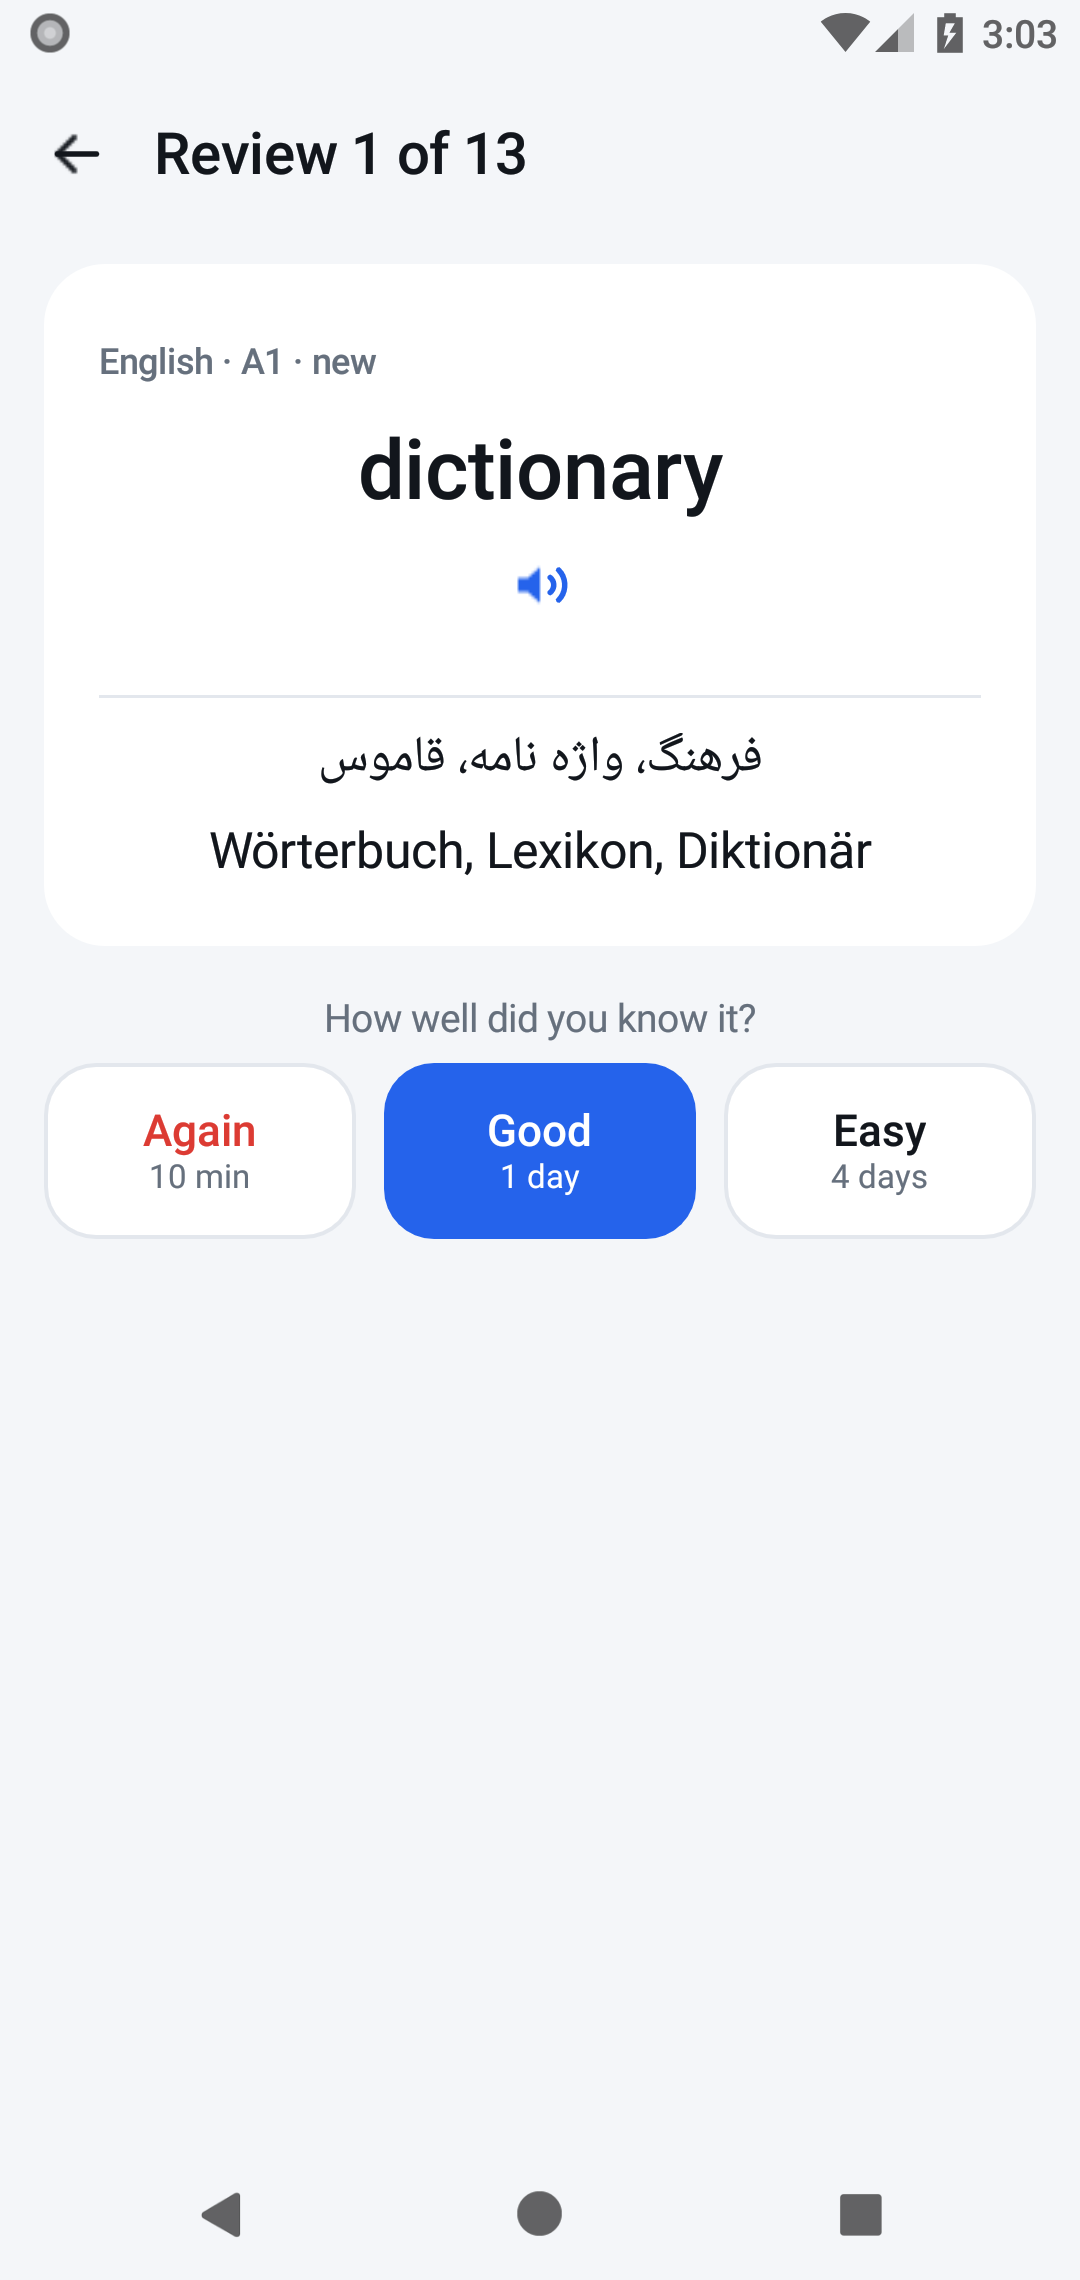 3:03
Review 1 of 13
English · A1 · new
dictionary
فرهنگ، واژه نامه، قاموس
Wörterbuch, Lexikon, Diktionär
How well did you know it?
Again
10 min
Good
1 day
Easy
4 days